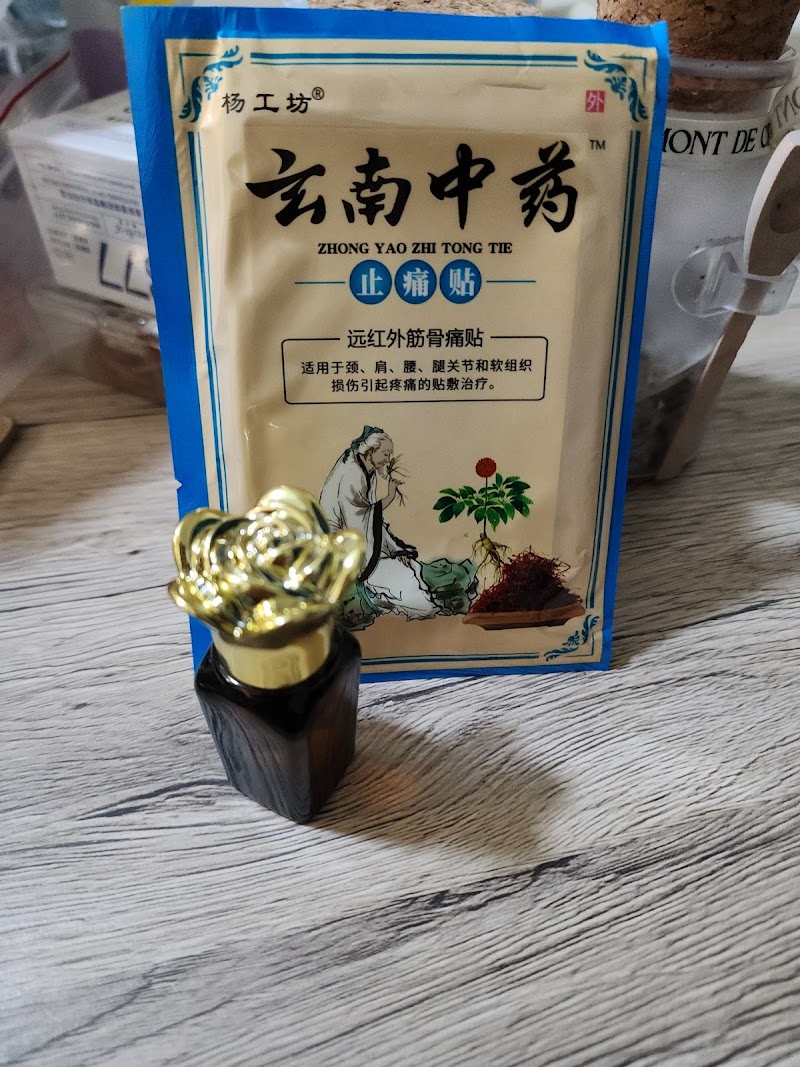 杨工坊®
外
云南中药™
ZHONG YAO ZHI TONG TIE
止痛贴
远红外筋骨痛贴
适用于颈、肩、腰、腿关节和软组织
损伤引起疼痛的贴敷治疗。
MONT DE